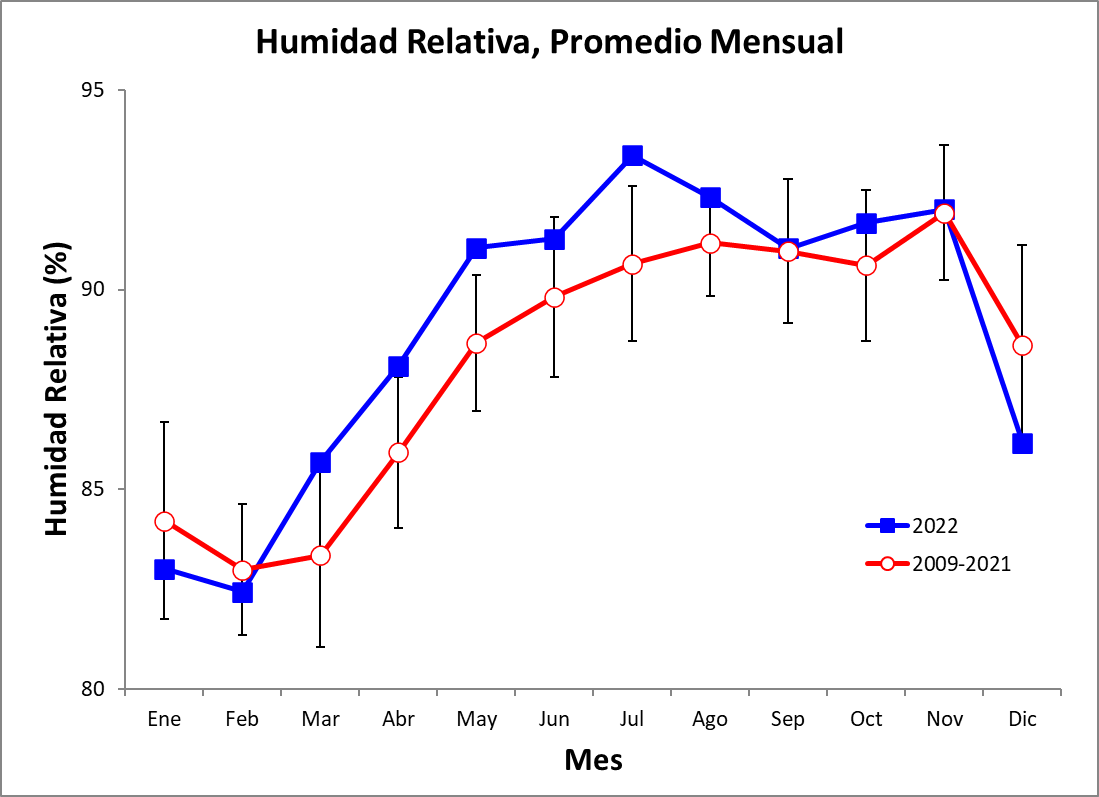 Humidad Relativa, Promedio Mensual
95
90
85
80
Humidad Relativa (%)
2022
2009-2021
Ene Feb Mar Abr May Jun Jul Ago Sep Oct Nov Dic
Mes